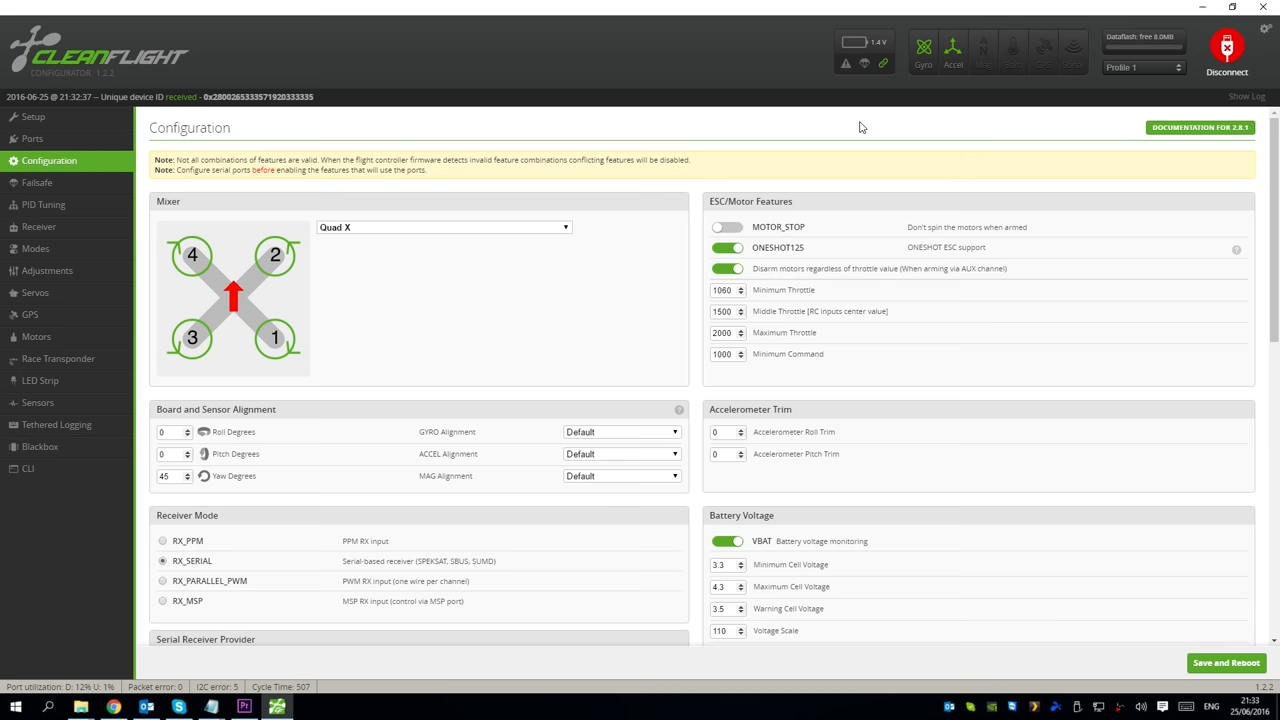 CLEANFLIGHT
CONFIGURATOR 1.2.2
1.4 V
Gyro
Accel
Mag
Baro
GPS
Sonar
Dataflash: free 8.0MB
Profile 1
Disconnect
2016-06-25 @ 21:32:37 -- Unique device ID received - 0x2800265333571920333335
Show Log
Setup
Ports
Configuration
Failsafe
PID Tuning
Receiver
Modes
Adjustments
Servos
GPS
Motors
Race Transponder
LED Strip
Sensors
Tethered Logging
Blackbox
CLI
Configuration
DOCUMENTATION FOR 2.8.1
Note: Not all combinations of features are valid. When the flight controller firmware detects invalid feature combinations conflicting features will be disabled.
Note: Configure serial ports before enabling the features that will use the ports.
Mixer
Quad X
4
2
3
1
ESC/Motor Features
MOTOR_STOP Don't spin the motors when armed
ONESHOT125 ONESHOT ESC support
Disarm motors regardless of throttle value (When arming via AUX channel)
1060 Minimum Throttle
1500 Middle Throttle [RC inputs center value]
2000 Maximum Throttle
1000 Minimum Command
Board and Sensor Alignment
0 Roll Degrees GYRO Alignment Default
0 Pitch Degrees ACCEL Alignment Default
45 Yaw Degrees MAG Alignment Default
Accelerometer Trim
0 Accelerometer Roll Trim
0 Accelerometer Pitch Trim
Receiver Mode
RX_PPM PPM RX input
RX_SERIAL Serial-based receiver (SPEKSAT, SBUS, SUMD)
RX_PARALLEL_PWM PWM RX input (one wire per channel)
RX_MSP MSP RX input (control via MSP port)
Serial Receiver Provider
Battery Voltage
VBAT Battery voltage monitoring
3.3 Minimum Cell Voltage
4.3 Maximum Cell Voltage
3.5 Warning Cell Voltage
110 Voltage Scale
Save and Reboot
Port utilization: D: 12% U: 1% Packet error: 0 I2C error: 5 Cycle Time: 507 1.2.2
Pr
ENG
21:33
25/06/2016